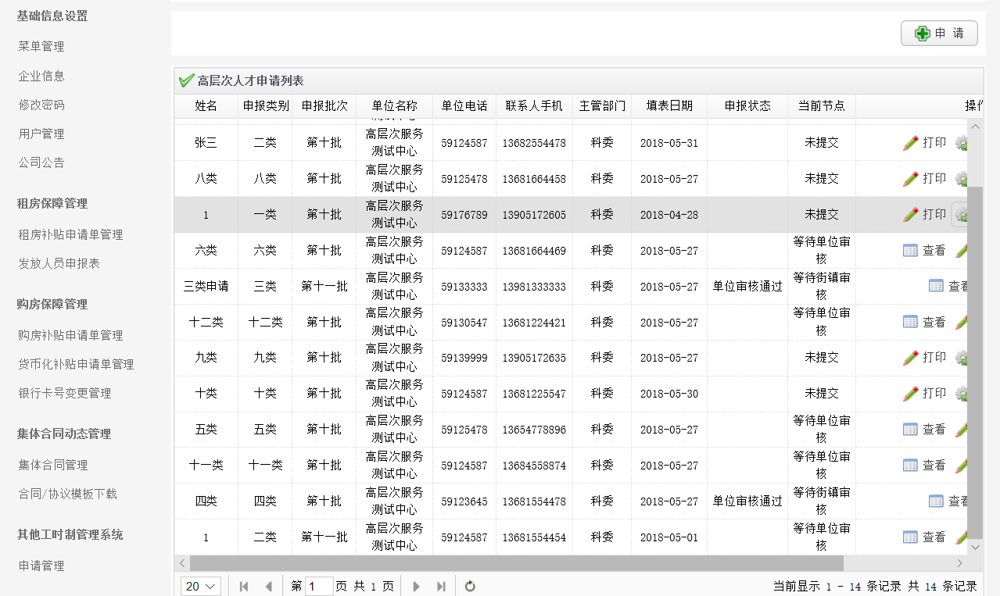 基础信息设置
菜单管理
企业信息
修改密码
用户管理
公司公告
租房保障管理
租房补贴申请单管理
发放人员申报表
购房保障管理
购房补贴申请单管理
货币化补贴申请单管理
银行卡号变更管理
集体合同动态管理
集体合同管理
合同/协议模板下载
其他工时制管理系统
申请管理
申 请
高层次人才申请列表
姓名 申报类别 申报批次 单位名称 单位电话 联系人手机 主管部门 填表日期 申报状态 当前节点 操作
张三 二类 第十批 高层次服务测试中心 59124587 13682554478 科委 2018-05-31 未提交 打印
八类 八类 第十批 高层次服务测试中心 59125478 13681664458 科委 2018-05-27 未提交 打印
1 一类 第十批 高层次服务测试中心 59176789 13905172605 科委 2018-04-28 未提交 打印
六类 六类 第十批 高层次服务测试中心 59124587 13681664469 科委 2018-05-27 等待单位审核 查看
三类申请 三类 第十一批 高层次服务测试中心 59133333 13981333333 科委 2018-05-27 单位审核通过 等待街镇审核 查看
十二类 十二类 第十批 高层次服务测试中心 59130547 13681224421 科委 2018-05-27 等待单位审核 查看
九类 九类 第十批 高层次服务测试中心 59139999 13905172635 科委 2018-05-27 未提交 打印
十类 十类 第十批 高层次服务测试中心 59124587 13681225547 科委 2018-05-30 未提交 打印
五类 五类 第十批 高层次服务测试中心 59125478 13654778896 科委 2018-05-27 等待单位审核 查看
十一类 十一类 第十批 高层次服务测试中心 59124587 13684558874 科委 2018-05-27 等待单位审核 查看
四类 四类 第十批 高层次服务测试中心 59123645 13681554478 科委 2018-05-27 单位审核通过 等待街镇审核 查看
1 二类 第十一批 高层次服务测试中心 59124587 13681554454 科委 2018-05-01 等待单位审核 查看
20 第 1 页 共 1 页 当前显示 1 - 14 条记录 共 14 条记录